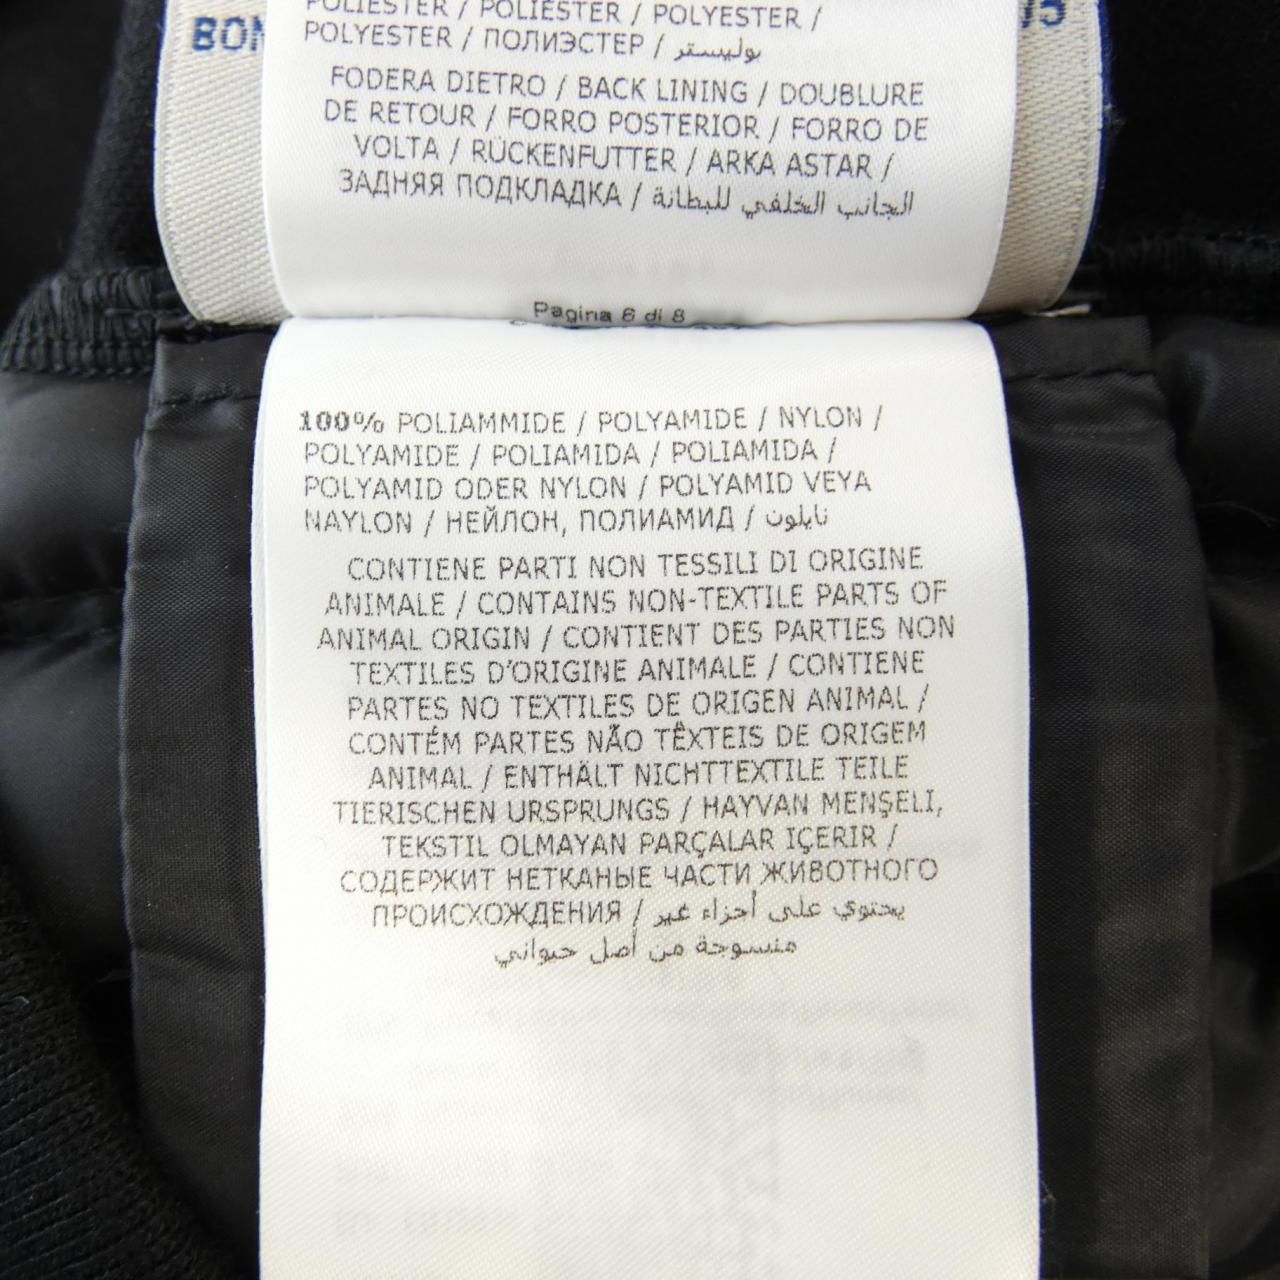 POLIESTER / POLIÉSTER / POLYESTER /
POLYESTER / ПОЛИЭСТЕР / بوليستر
FODERA DIETRO / BACK LINING / DOUBLURE
DE RETOUR / FORRO POSTERIOR / FORRO DE
VOLTA / RÜCKENFUTTER / ARKA ASTAR /
ЗАДНЯЯ ПОДКЛАДКА / الجانب الخلفي للبطانة
Pagina 6 di 8
100% POLIAMMIDE / POLYAMIDE / NYLON /
POLYAMIDE / POLIAMIDA / POLIAMIDA /
POLYAMID ODER NYLON / POLYAMID VEYA
NAYLON / НЕЙЛОН, ПОЛИАМИД / نايلون
CONTIENE PARTI NON TESSILI DI ORIGINE
ANIMALE / CONTAINS NON-TEXTILE PARTS OF
ANIMAL ORIGIN / CONTIENT DES PARTIES NON
TEXTILES D'ORIGINE ANIMALE / CONTIENE
PARTES NO TEXTILES DE ORIGEN ANIMAL /
CONTÉM PARTES NÃO TÊXTEIS DE ORIGEM
ANIMAL / ENTHÄLT NICHTTEXTILE TEILE
TIERISCHEN URSPRUNGS / HAYVAN MENŞELİ,
TEKSTIL OLMAYAN PARÇALAR IÇERIR /
СОДЕРЖИТ НЕТКАНЫЕ ЧАСТИ ЖИВОТНОГО
ПРОИСХОЖДЕНИЯ / يحتوي على أجزاء غير
منسوجة من أصل حيواني